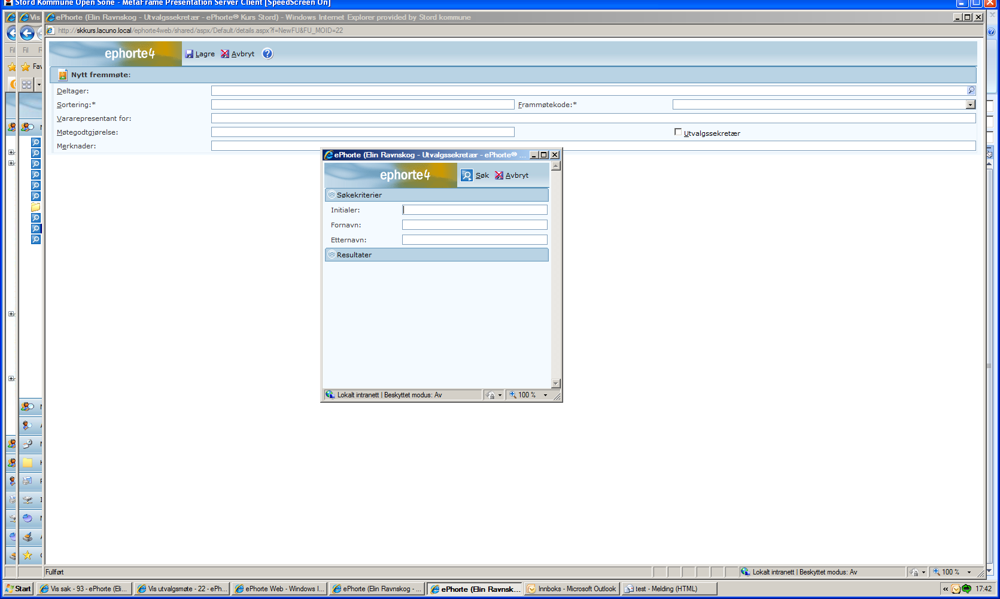 Stord Kommune Open Sone - MetaFrame Presentation Server Client [SpeedScreen On]
Vis
ePhorte (Elin Ravnskog - Utvalgssekretær - ePhorte® Kurs Stord) - Windows Internet Explorer provided by Stord kommune
http://skkurs.lacuno.local/ephorte4web/shared/aspx/Default/details.aspx?f=NewFU&FU_MOID=22
Fil
Fil
Fav
ephorte4
Lagre
Avbryt
Nytt fremmøte:
Deltager:
Sortering:*
Frammøtekode:*
Vararepresentant for:
Møtegodtgjørelse:
Utvalgssekretær
Merknader:
ePhorte (Elin Ravnskog - Utvalgssekretær - ePhorte® ...
ephorte4
Søk
Avbryt
Søkekriterier
Initialer:
Fornavn:
Etternavn:
Resultater
Lokalt intranett | Beskyttet modus: Av
100 %
Fullført
Lokalt intranett | Beskyttet modus: Av
100 %
Start
Vis sak - 93 - ePhorte (Eli...
Vis utvalgsmøte - 22 - ePh...
ePhorte Web - Windows I...
ePhorte (Elin Ravnskog - ...
ePhorte (Elin Ravnsk...
Innboks - Microsoft Outlook
test - Melding (HTML)
17:42